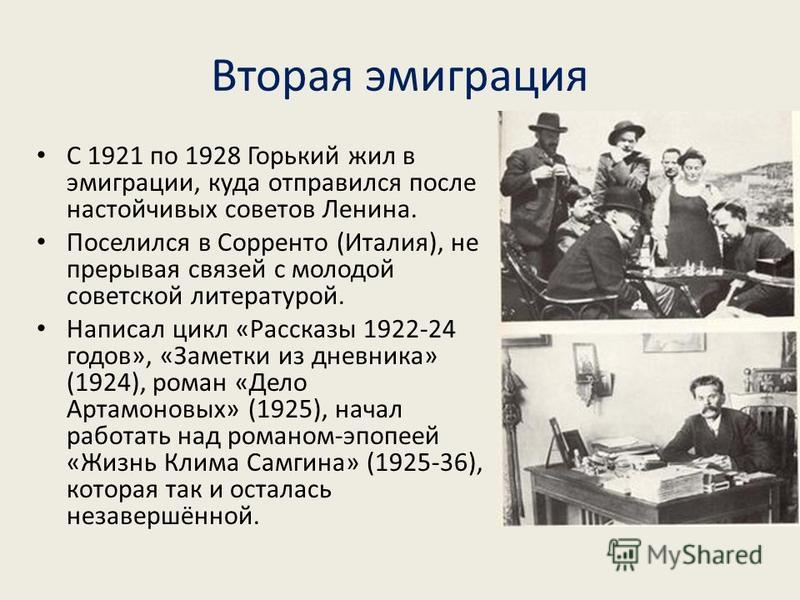 Вторая эмиграция
• С 1921 по 1928 Горький жил в
эмиграции, куда отправился после
настойчивых советов Ленина.
• Поселился в Сорренто (Италия), не
прерывая связей с молодой
советской литературой.
• Написал цикл «Рассказы 1922-24
годов», «Заметки из дневника»
(1924), роман «Дело
Артамоновых» (1925), начал
работать над романом-эпопеей
«Жизнь Клима Самгина» (1925-36),
которая так и осталась
незавершённой.
MyShared